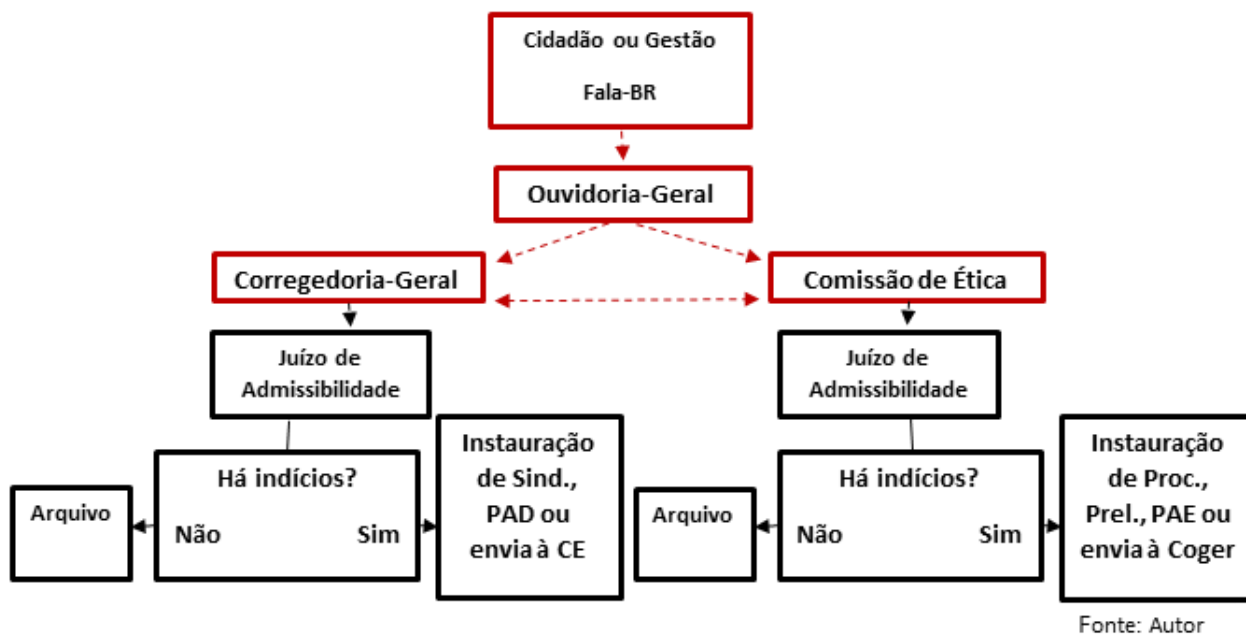 Cidadão ou Gestão
Fala-BR
Ouvidoria-Geral
Corregedoria-Geral
Comissão de Ética
Juízo de
Admissibilidade
Juízo de
Admissibilidade
Arquivo
Há indícios?
Não Sim
Instauração
de Sind.,
PAD ou
envia à CE
Arquivo
Há indícios?
Não Sim
Instauração
de Proc.,
Prel., PAE ou
envia à Coger
Fonte: Autor